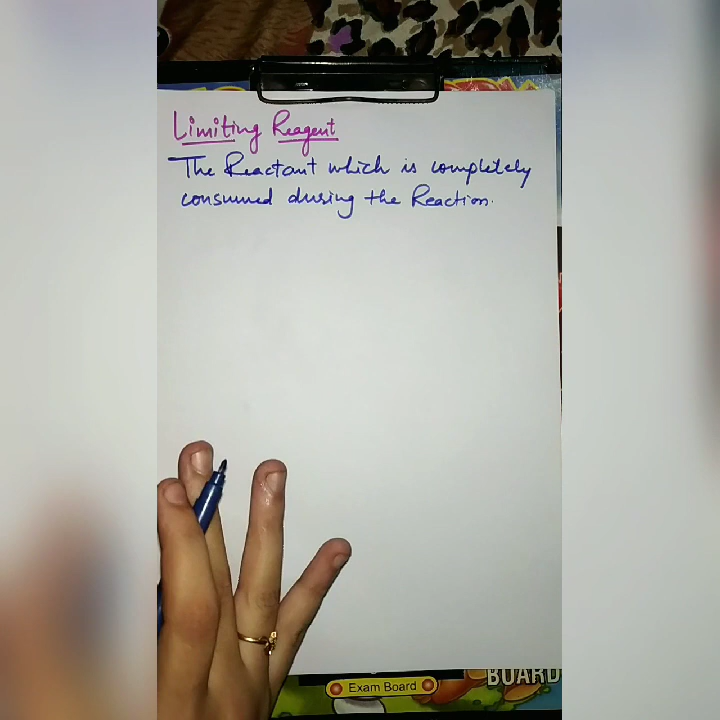 Limiting Reagent
The Reactant which is completely
consumed during the Reaction.
BOARD
Exam Board